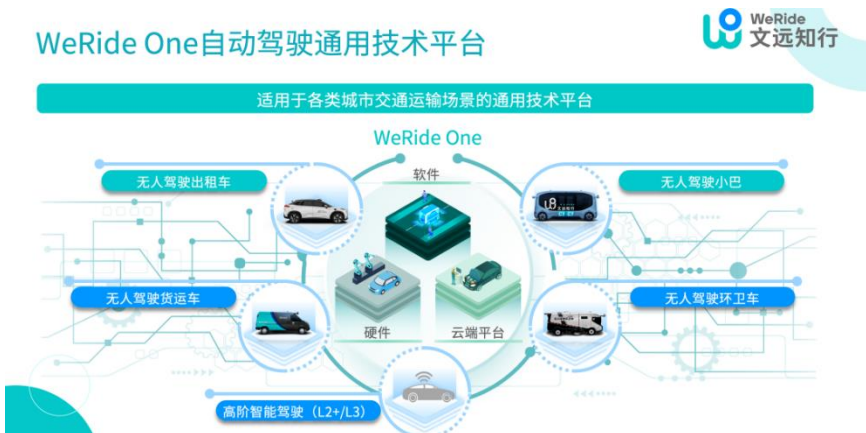 WeRide One自动驾驶通用技术平台
WeRide
文远知行
适用于各类城市交通运输场景的通用技术平台
WeRide One
软件
无人驾驶出租车
无人驾驶小巴
无人驾驶货运车
无人驾驶环卫车
硬件
云端平台
高阶智能驾驶（L2+/L3）